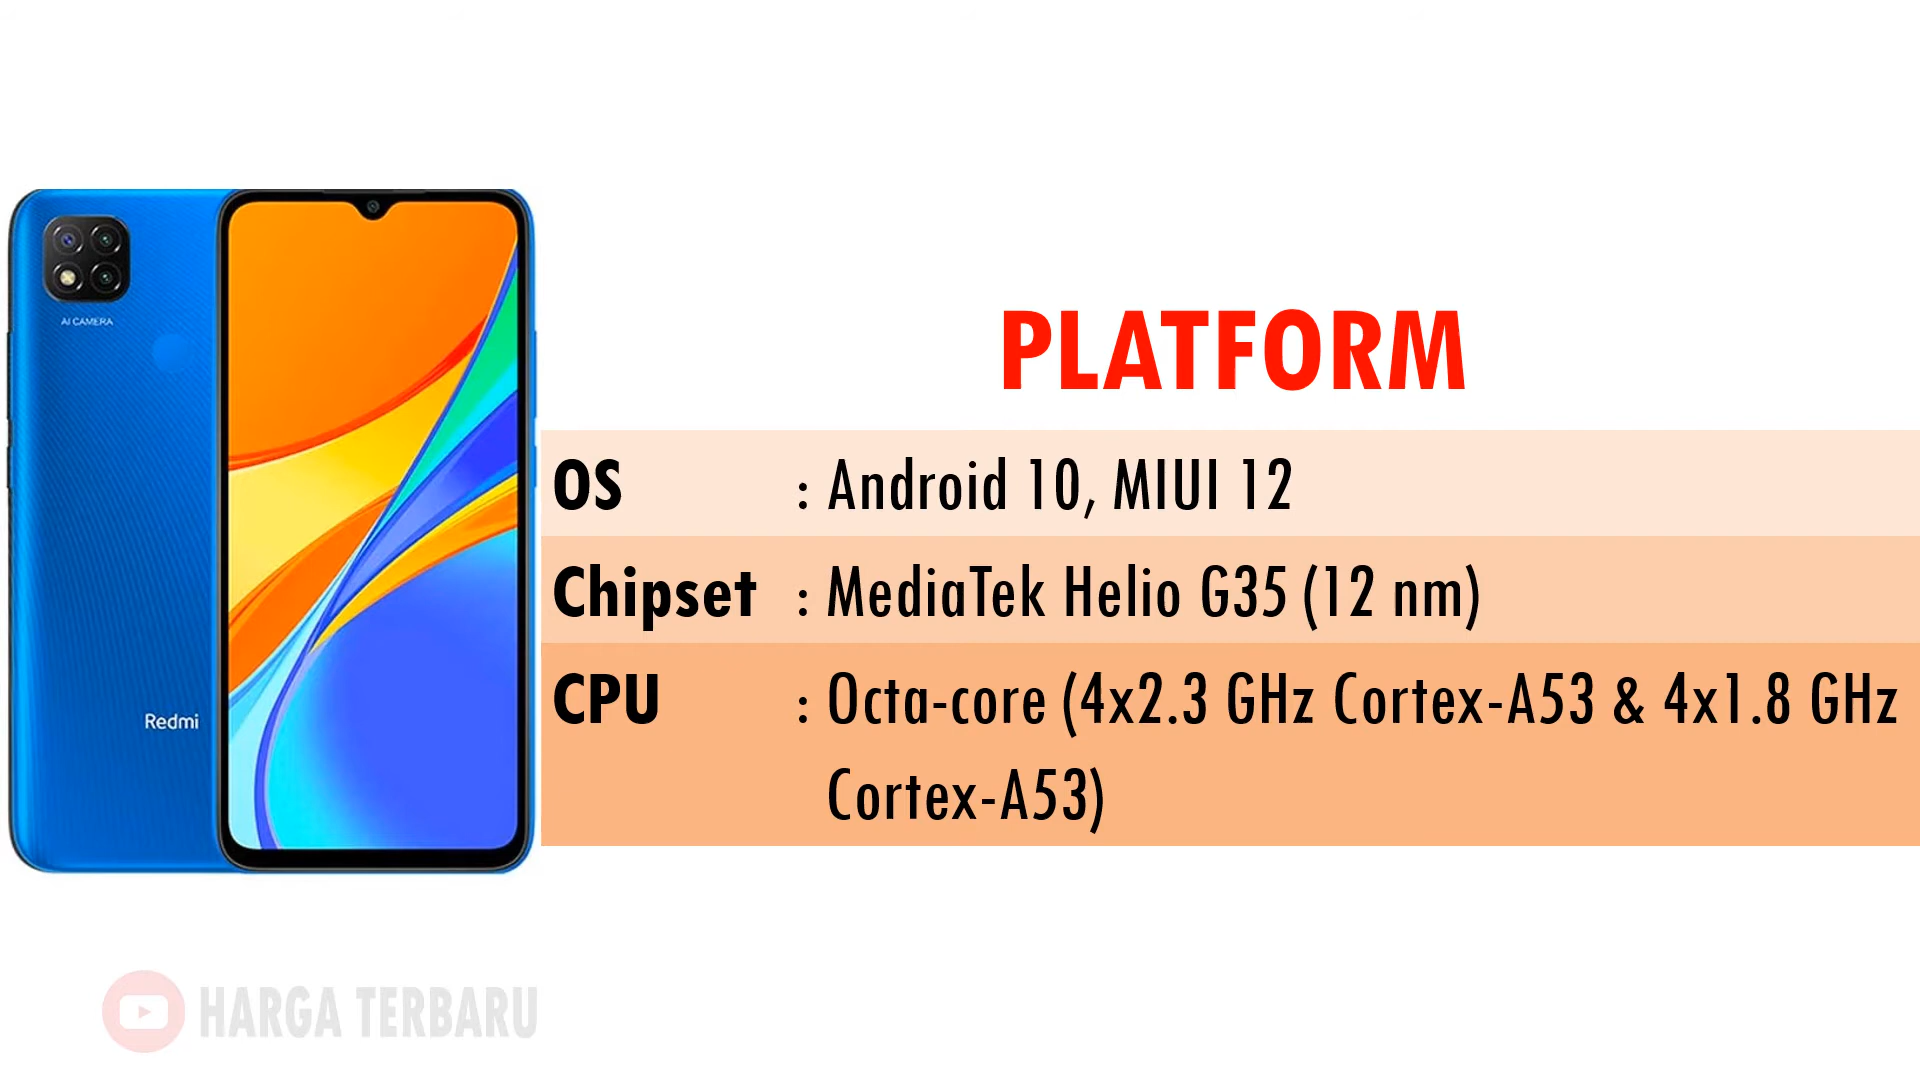 AI CAMERA
Redmi
PLATFORM
OS : Android 10, MIUI 12
Chipset : MediaTek Helio G35 (12 nm)
CPU : Octa-core (4x2.3 GHz Cortex-A53 & 4x1.8 GHz
Cortex-A53)
HARGA TERBARU